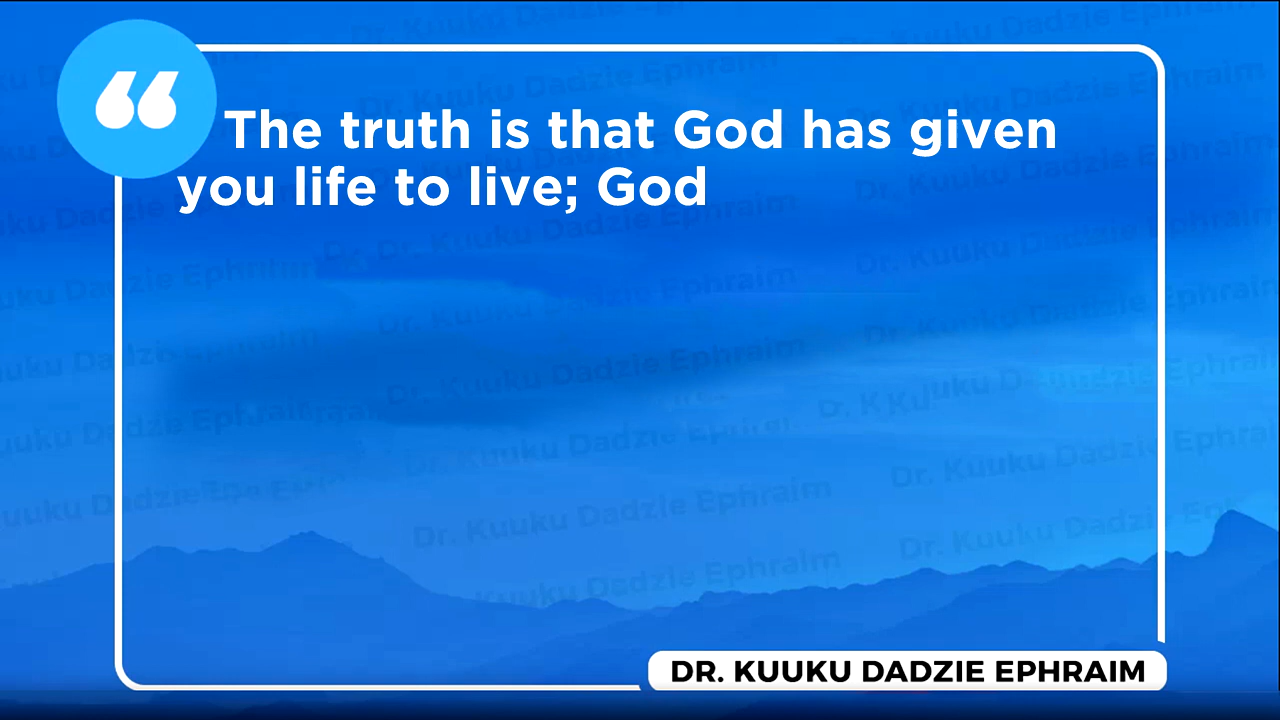 “
The truth is that God has given
you life to live; God
DR. KUUKU DADZIE EPHRAIM